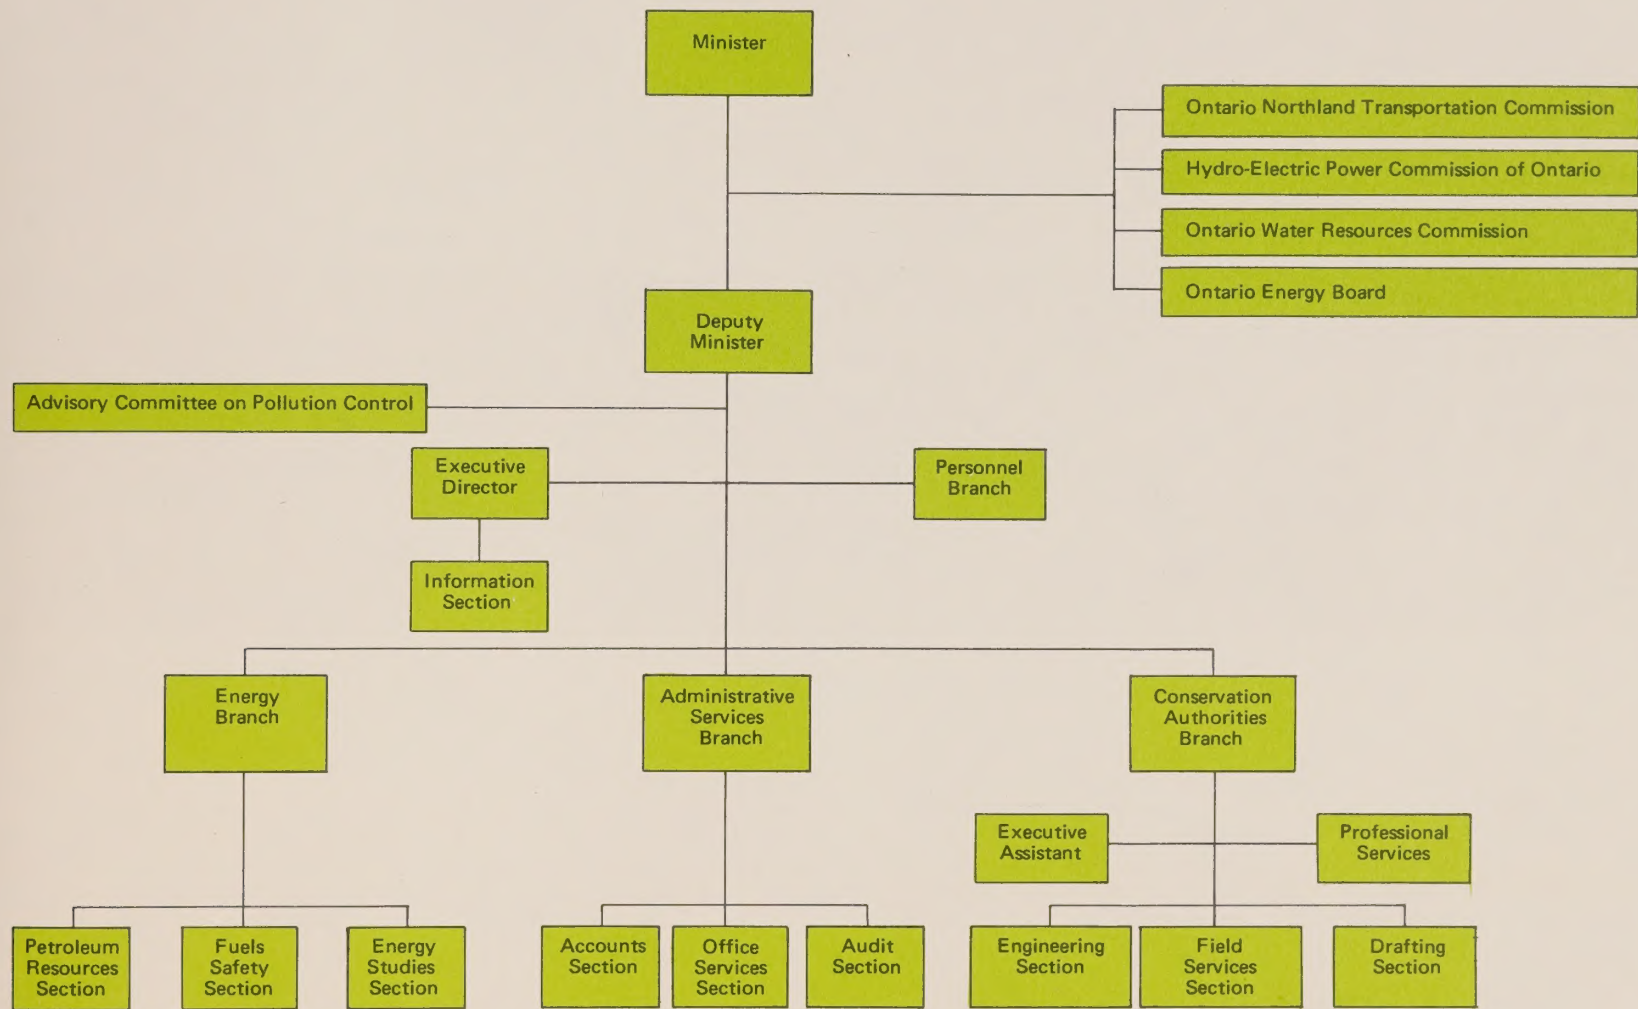 Minister
Ontario Northland Transportation Commission
Hydro-Electric Power Commission of Ontario
Ontario Water Resources Commission
Ontario Energy Board
Deputy
Minister
Advisory Committee on Pollution Control
Executive
Director
Personnel
Branch
Information
Section
Energy
Branch
Administrative
Services
Branch
Conservation
Authorities
Branch
Executive
Assistant
Professional
Services
Petroleum
Resources
Section
Fuels
Safety
Section
Energy
Studies
Section
Accounts
Section
Office
Services
Section
Audit
Section
Engineering
Section
Field
Services
Section
Drafting
Section